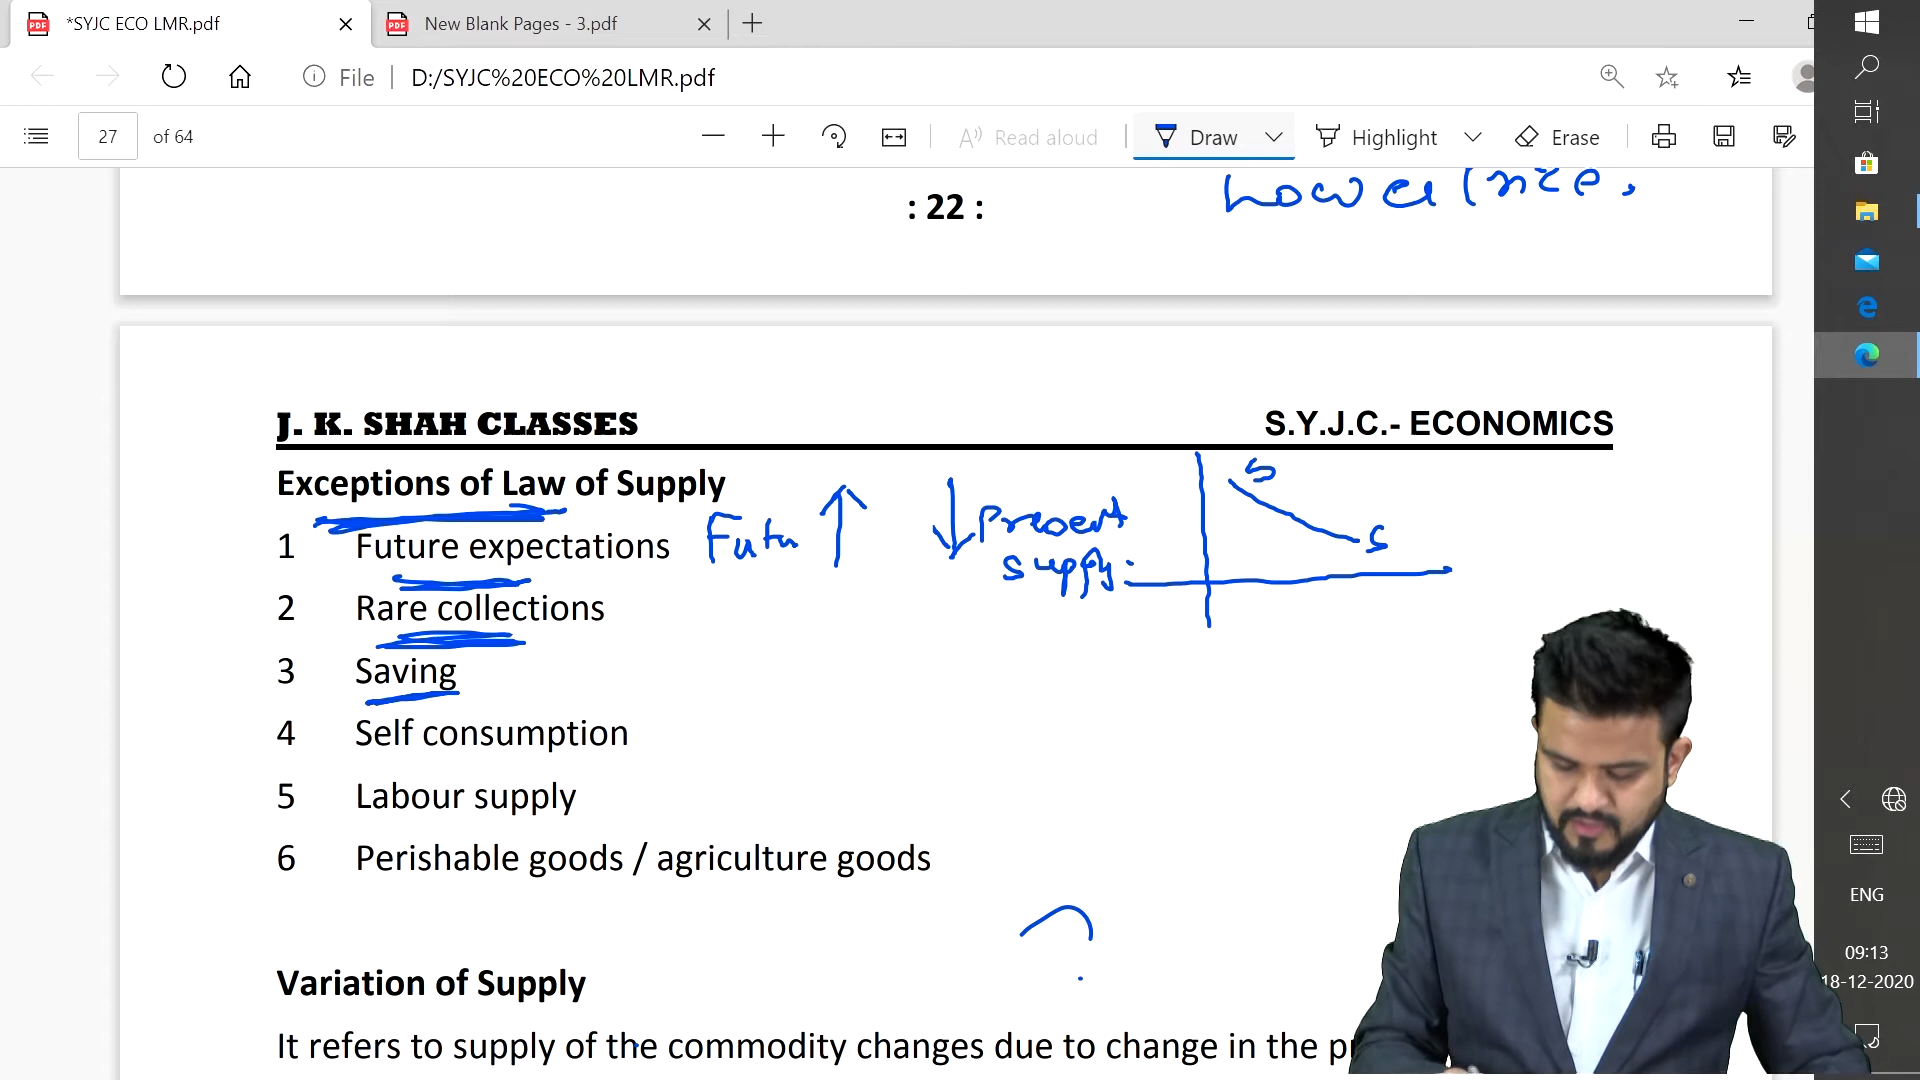 *SYJC ECO LMR.pdf
New Blank Pages - 3.pdf
File
D:/SYJC%20ECO%20LMR.pdf
27 of 64
Read aloud
Draw
Highlight
Erase
: 22 :
J. K. SHAH CLASSES
S.Y.J.C.- ECONOMICS
Exceptions of Law of Supply
1 Future expectations
Futu
Present
supply.
S
S
2 Rare collections
3 Saving
4 Self consumption
5 Labour supply
6 Perishable goods / agriculture goods
Variation of Supply
It refers to supply of the commodity changes due to change in the
ENG
09:13
18-12-2020